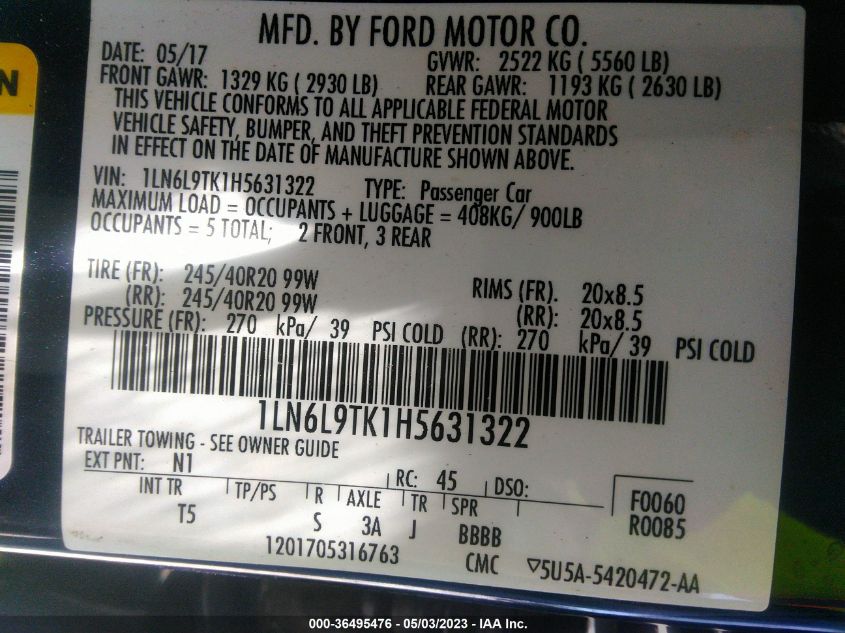 MFD. BY FORD MOTOR CO.
DATE: 05/17 GVWR: 2522 KG ( 5560 LB)
FRONT GAWR: 1329 KG ( 2930 LB) REAR GAWR: 1193 KG ( 2630 LB)
THIS VEHICLE CONFORMS TO ALL APPLICABLE FEDERAL MOTOR
VEHICLE SAFETY, BUMPER, AND THEFT PREVENTION STANDARDS
IN EFFECT ON THE DATE OF MANUFACTURE SHOWN ABOVE.
VIN: 1LN6L9TK1H5631322 TYPE: Passenger Car
MAXIMUM LOAD = OCCUPANTS + LUGGAGE = 408KG/ 900LB
OCCUPANTS = 5 TOTAL; 2 FRONT, 3 REAR
TIRE (FR): 245/40R20 99W RIMS (FR). 20x8.5
(RR): 245/40R20 99W (RR): 20x8.5
PRESSURE (FR): 270 kPa/ 39 PSI COLD (RR): 270 kPa/ 39 PSI COLD
1LN6L9TK1H5631322
TRAILER TOWING - SEE OWNER GUIDE
EXT PNT: N1 RC: 45 DSO:
INT TR TP/PS R AXLE TR SPR F0060
T5 S 3A J BBBB R0085
1201705316763 CMC ▽5U5A-5420472-AA
N
000-36495476 - 05/03/2023 - IAA Inc.